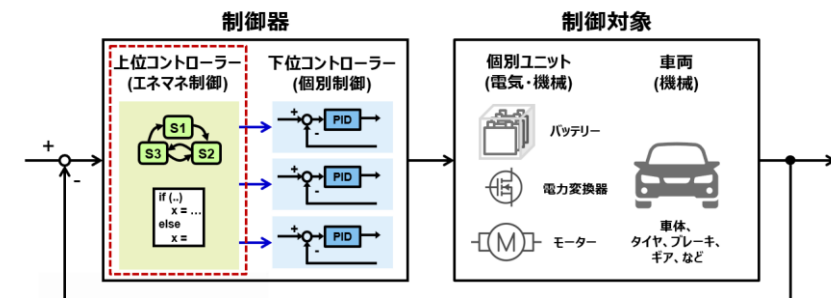 制御器
制御対象
上位コントローラー
(エネマネ制御)
下位コントローラー
(個別制御)
個別ユニット
(電気・機械)
車両
(機械)
+
-
S1
S3
S2
if (..)
x = ...
else
x =
+
-
PID
+
-
PID
+
-
PID
バッテリー
電力変換器
M
モーター
車体、
タイヤ、ブレーキ、
ギア、など